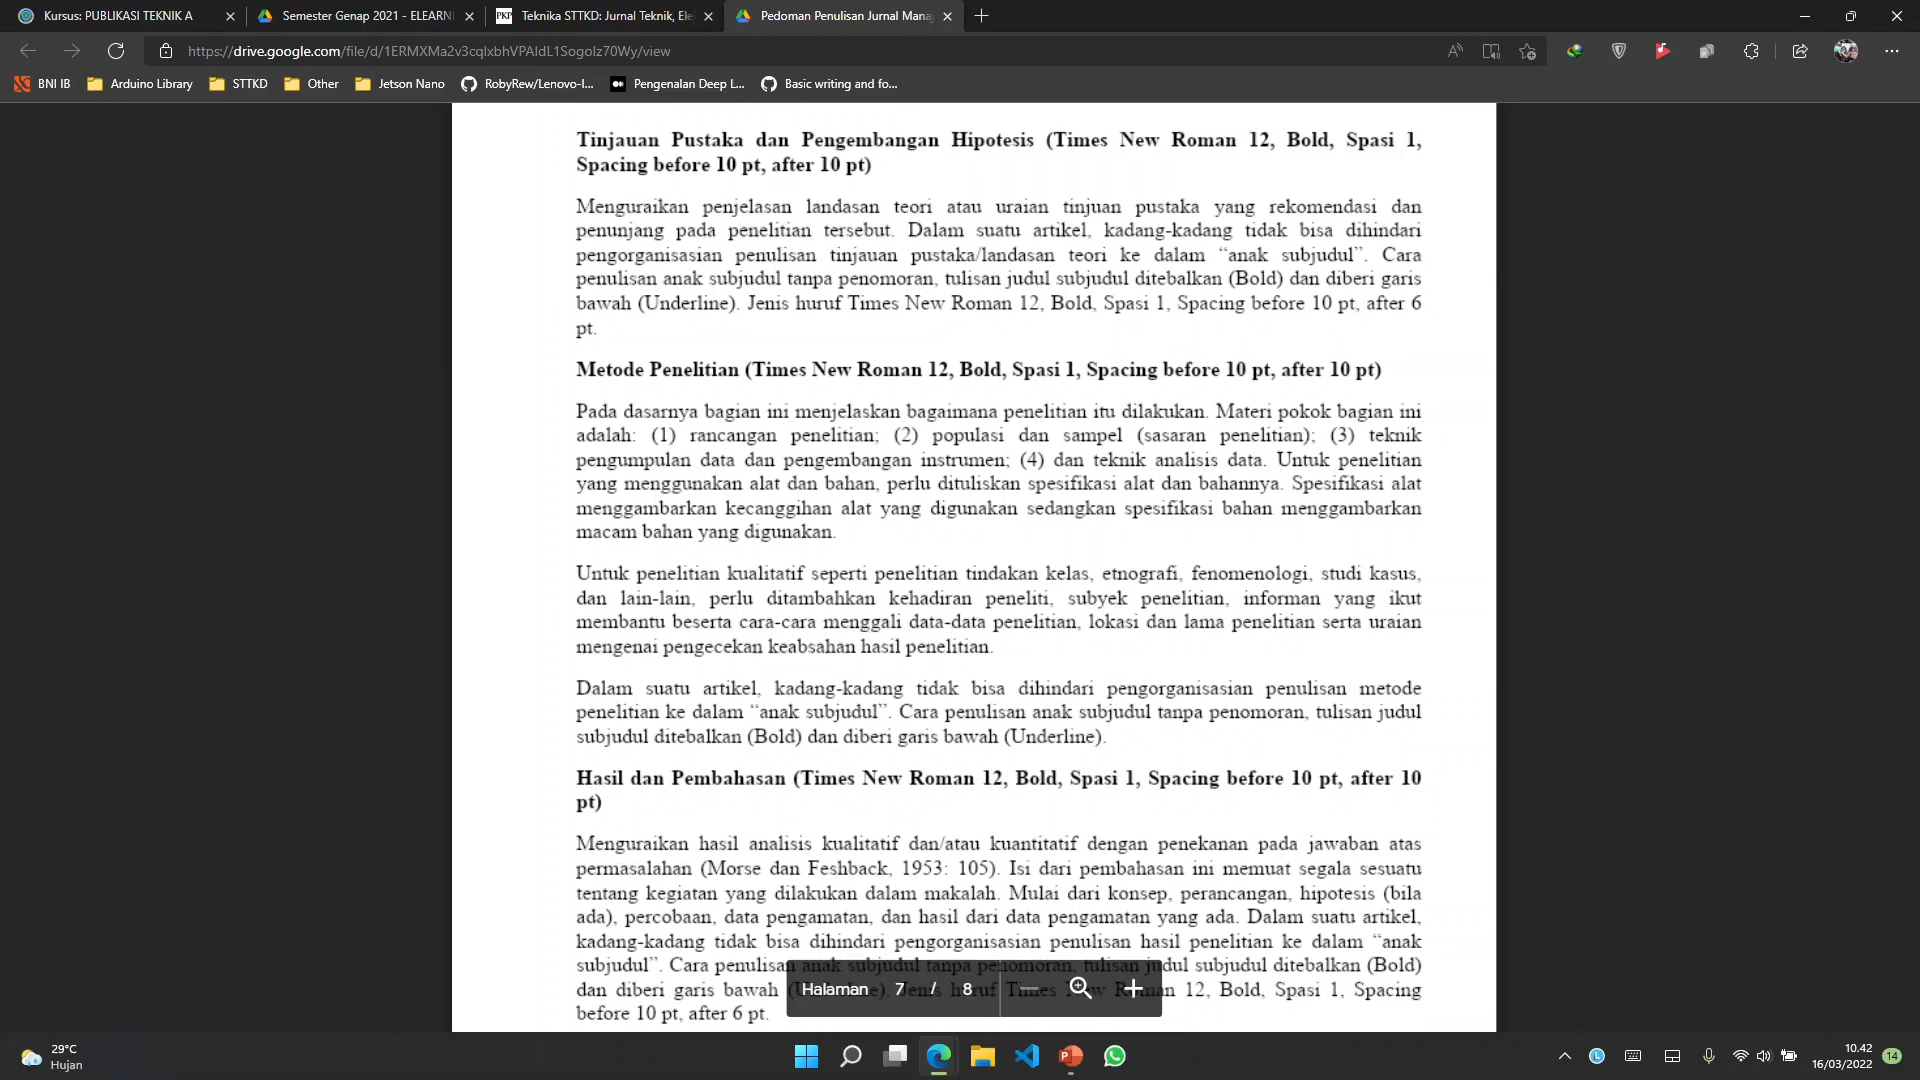 Kursus: PUBLIKASI TEKNIK A
Semester Genap 2021 - ELEARNI
Teknika STTKD: Jurnal Teknik, Ele
Pedoman Penulisan Jurnal Mana
https://drive.google.com/file/d/1ERMXMa2v3cqlxbhVPAldL1Sogolz70Wy/view
BNI IB
Arduino Library
STTKD
Other
Jetson Nano
RobyRew/Lenovo-I...
Pengenalan Deep L...
Basic writing and fo...
Tinjauan Pustaka dan Pengembangan Hipotesis (Times New Roman 12, Bold, Spasi 1,
Spacing before 10 pt, after 10 pt)
Menguraikan penjelasan landasan teori atau uraian tinjuan pustaka yang rekomendasi dan
penunjang pada penelitian tersebut. Dalam suatu artikel, kadang-kadang tidak bisa dihindari
pengorganisasian penulisan tinjauan pustaka/landasan teori ke dalam “anak subjudul”. Cara
penulisan anak subjudul tanpa penomoran, tulisan judul subjudul ditebalkan (Bold) dan diberi garis
bawah (Underline). Jenis huruf Times New Roman 12, Bold, Spasi 1, Spacing before 10 pt, after 6
pt.
Metode Penelitian (Times New Roman 12, Bold, Spasi 1, Spacing before 10 pt, after 10 pt)
Pada dasarnya bagian ini menjelaskan bagaimana penelitian itu dilakukan. Materi pokok bagian ini
adalah: (1) rancangan penelitian; (2) populasi dan sampel (sasaran penelitian); (3) teknik
pengumpulan data dan pengembangan instrumen; (4) dan teknik analisis data. Untuk penelitian
yang menggunakan alat dan bahan, perlu dituliskan spesifikasi alat dan bahannya. Spesifikasi alat
menggambarkan kecanggihan alat yang digunakan sedangkan spesifikasi bahan menggambarkan
macam bahan yang digunakan.
Untuk penelitian kualitatif seperti penelitian tindakan kelas, etnografi, fenomenologi, studi kasus,
dan lain-lain, perlu ditambahkan kehadiran peneliti, subyek penelitian, informan yang ikut
membantu beserta cara-cara menggali data-data penelitian, lokasi dan lama penelitian serta uraian
mengenai pengecekan keabsahan hasil penelitian.
Dalam suatu artikel, kadang-kadang tidak bisa dihindari pengorganisasian penulisan metode
penelitian ke dalam “anak subjudul”. Cara penulisan anak subjudul tanpa penomoran, tulisan judul
subjudul ditebalkan (Bold) dan diberi garis bawah (Underline).
Hasil dan Pembahasan (Times New Roman 12, Bold, Spasi 1, Spacing before 10 pt, after 10
pt)
Menguraikan hasil analisis kualitatif dan/atau kuantitatif dengan penekanan pada jawaban atas
permasalahan (Morse dan Feshback, 1953: 105). Isi dari pembahasan ini memuat segala sesuatu
tentang kegiatan yang dilakukan dalam makalah. Mulai dari konsep, perancangan, hipotesis (bila
ada), percobaan, data pengamatan, dan hasil dari data pengamatan yang ada. Dalam suatu artikel,
kadang-kadang tidak bisa dihindari pengorganisasian penulisan hasil penelitian ke dalam “anak
subjudul”. Cara penulisan anak subjudul tanpa penomoran, tulisan judul subjudul ditebalkan (Bold)
dan diberi garis bawah (Underline). Jenis huruf Times New Roman 12, Bold, Spasi 1, Spacing
before 10 pt, after 6 pt.
Halaman 7 / 8
29°C
Hujan
10.42
16/03/2022
14